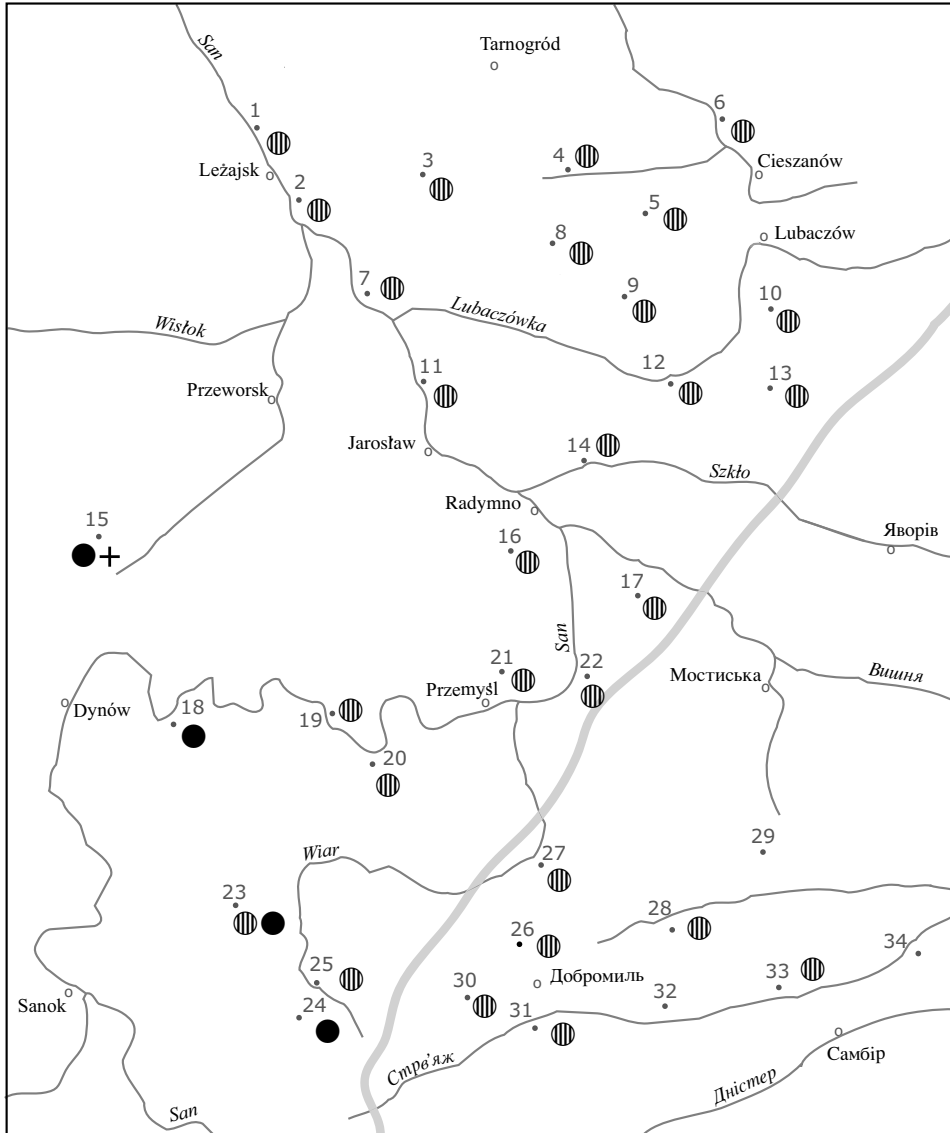 San
Tarnogród
1
6
Leżajsk
3
4
Cieszanów
2
5
8
Lubaczów
7
9
10
Wisłok
Lubaczówka
11
12
13
Przeworsk
Jarosław
14
Szkło
Radymno
15
16
Яворів
+
17
San
21
22
Przemyśl
Мостиська
Вишня
Dynów
18
19
20
Wiar
27
29
23
28
26
34
25
Добромиль
33
Sanok
30
24
31
32
Стрв'яж
Самбір
Дністер
San